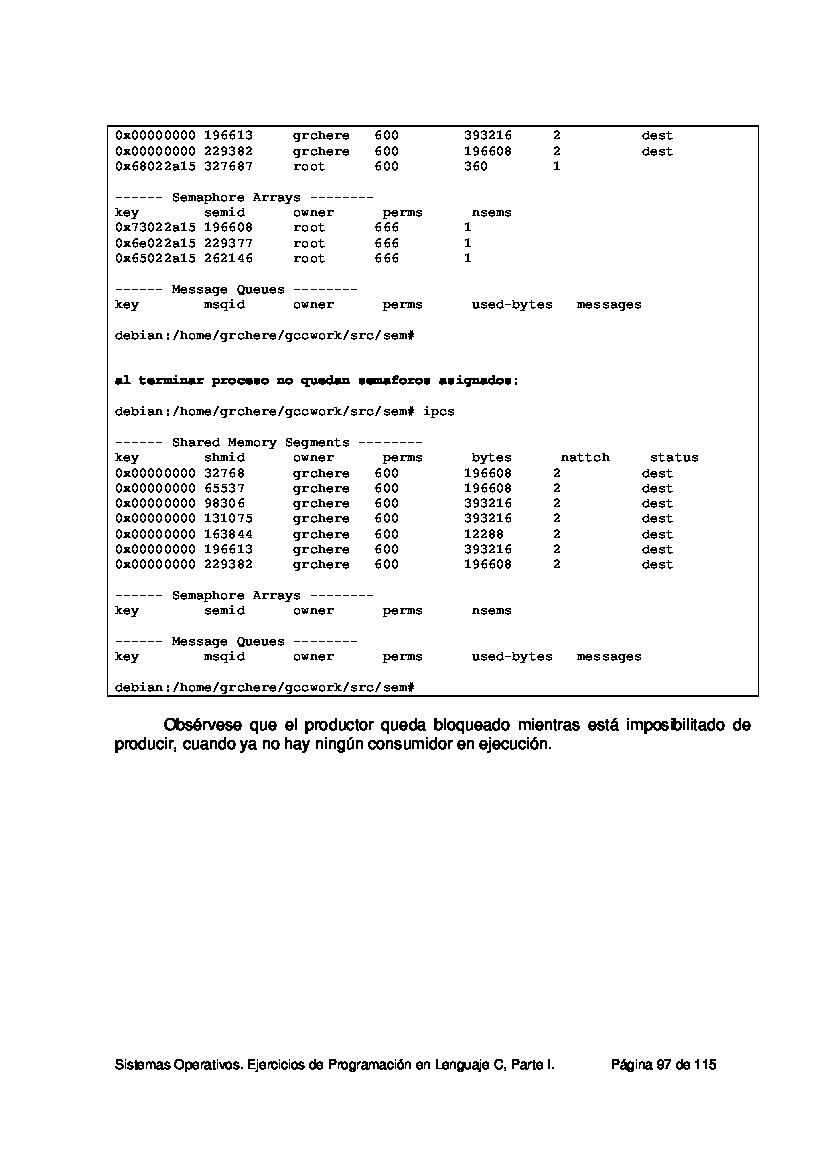 0x00000000 196613     grchere   600        393216     2          dest
0x00000000 229382     grchere   600        196608     2          dest
0x68022a15 327687     root      600        360        1
------ Semaphore Arrays --------
key        semid      owner      perms      nsems
0x73022a15 196608     root      666        1
0x6e022a15 229377     root      666        1
0x65022a15 262146     root      666        1
------ Message Queues --------
key        msqid      owner      perms      used-bytes   messages
debian:/home/grchere/gccwork/src/sem#
al terminar proceso no quedan semaforos asignados:
debian:/home/grchere/gccwork/src/sem# ipcs
------ Shared Memory Segments --------
key        shmid      owner      perms      bytes      nattch     status
0x00000000 32768      grchere   600        196608     2          dest
0x00000000 65537      grchere   600        196608     2          dest
0x00000000 98306      grchere   600        393216     2          dest
0x00000000 131075     grchere   600        393216     2          dest
0x00000000 163844     grchere   600        12288      2          dest
0x00000000 196613     grchere   600        393216     2          dest
0x00000000 229382     grchere   600        196608     2          dest
------ Semaphore Arrays --------
key        semid      owner      perms      nsems
------ Message Queues --------
key        msqid      owner      perms      used-bytes   messages
debian:/home/grchere/gccwork/src/sem#
Obsérvese que el productor queda bloqueado mientras está imposibilitado de
producir, cuando ya no hay ningún consumidor en ejecución.
Sistemas Operativos. Ejercicios de Programación en Lenguaje C, Parte I. Página 97 de 115